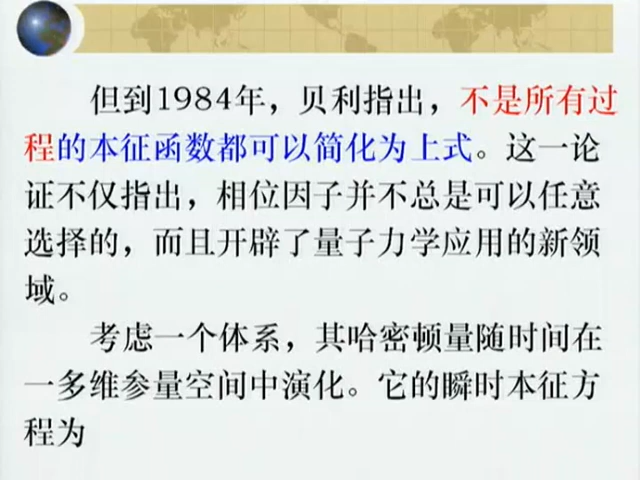 但到1984年，贝利指出，不是所有过
程的本征函数都可以简化为上式。这一论
证不仅指出，相位因子并不总是可以任意
选择的，而且开辟了量子力学应用的新领
域。
考虑一个体系，其哈密顿量随时间在
一多维参量空间中演化。它的瞬时本征方
程为